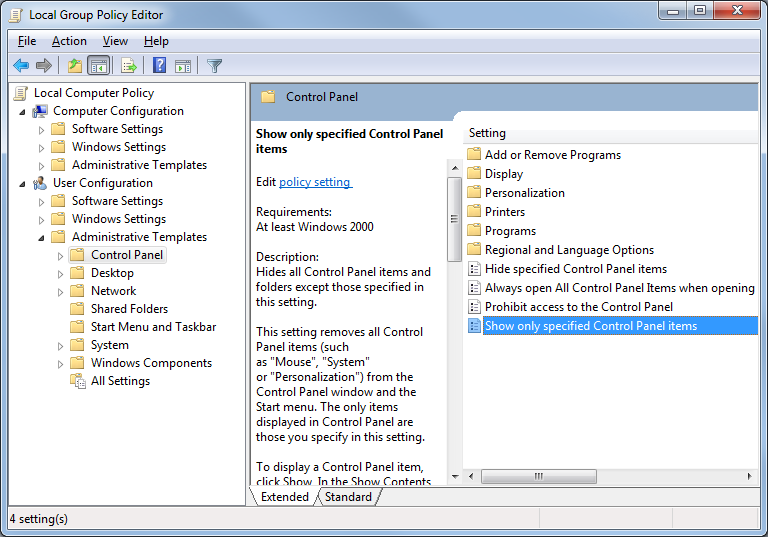 Local Group Policy Editor
File Action View Help
Local Computer Policy
Computer Configuration
Software Settings
Windows Settings
Administrative Templates
User Configuration
Software Settings
Windows Settings
Administrative Templates
Control Panel
Desktop
Network
Shared Folders
Start Menu and Taskbar
System
Windows Components
All Settings
Control Panel
Show only specified Control Panel
items
Edit policy setting
Requirements:
At least Windows 2000
Description:
Hides all Control Panel items and
folders except those specified in
this setting.
This setting removes all Control
Panel items (such
as "Mouse", "System"
or "Personalization") from the
Control Panel window and the
Start menu. The only items
displayed in Control Panel are
those you specify in this setting.
To display a Control Panel item,
click Show. In the Show Contents
Setting
Add or Remove Programs
Display
Personalization
Printers
Programs
Regional and Language Options
Hide specified Control Panel items
Always open All Control Panel Items when opening
Prohibit access to the Control Panel
Show only specified Control Panel items
Extended Standard
4 setting(s)